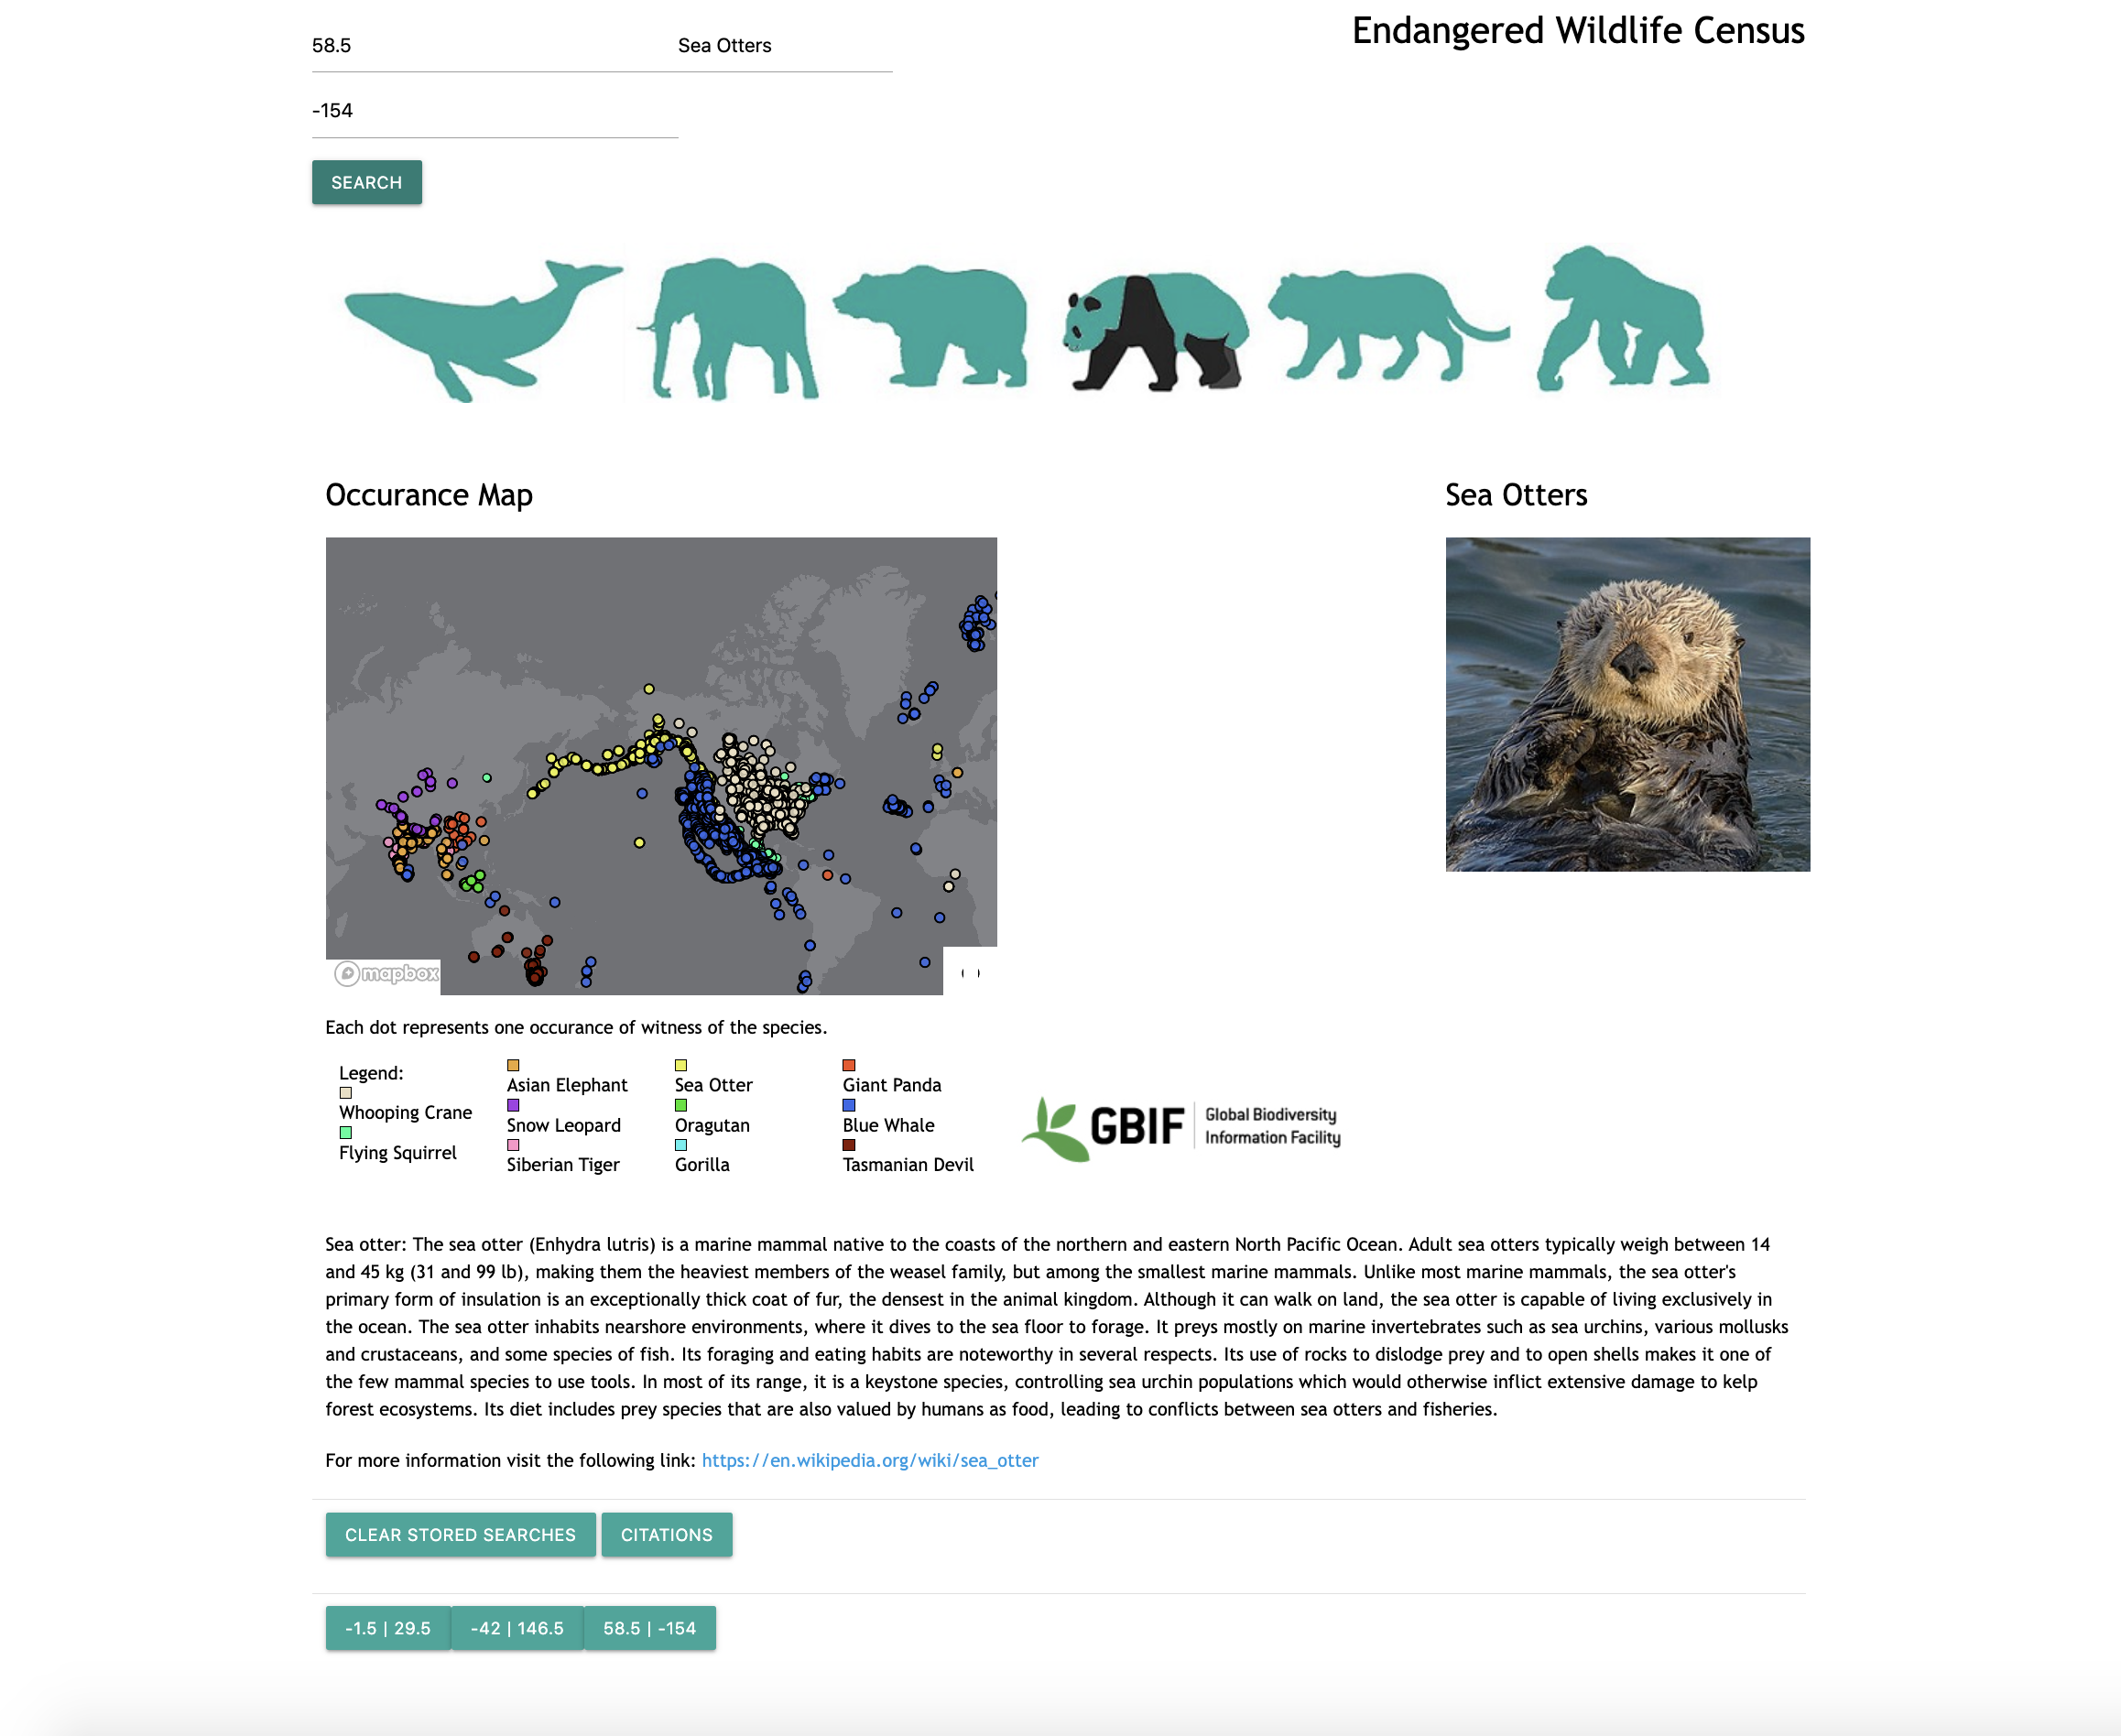 58.5
Sea Otters
Endangered Wildlife Census
-154
SEARCH
Occurance Map
Sea Otters
mapbox
Each dot represents one occurance of witness of the species.
Legend:
Whooping Crane
Flying Squirrel
Asian Elephant
Snow Leopard
Siberian Tiger
Sea Otter
Oragutan
Gorilla
Giant Panda
Blue Whale
Tasmanian Devil
GBIF
Global Biodiversity
Information Facility
Sea otter: The sea otter (Enhydra lutris) is a marine mammal native to the coasts of the northern and eastern North Pacific Ocean. Adult sea otters typically weigh between 14
and 45 kg (31 and 99 lb), making them the heaviest members of the weasel family, but among the smallest marine mammals. Unlike most marine mammals, the sea otter's
primary form of insulation is an exceptionally thick coat of fur, the densest in the animal kingdom. Although it can walk on land, the sea otter is capable of living exclusively in
the ocean. The sea otter inhabits nearshore environments, where it dives to the sea floor to forage. It preys mostly on marine invertebrates such as sea urchins, various mollusks
and crustaceans, and some species of fish. Its foraging and eating habits are noteworthy in several respects. Its use of rocks to dislodge prey and to open shells makes it one of
the few mammal species to use tools. In most of its range, it is a keystone species, controlling sea urchin populations which would otherwise inflict extensive damage to kelp
forest ecosystems. Its diet includes prey species that are also valued by humans as food, leading to conflicts between sea otters and fisheries.
For more information visit the following link: https://en.wikipedia.org/wiki/sea_otter
CLEAR STORED SEARCHES
CITATIONS
-1.5 | 29.5
-42 | 146.5
58.5 | -154